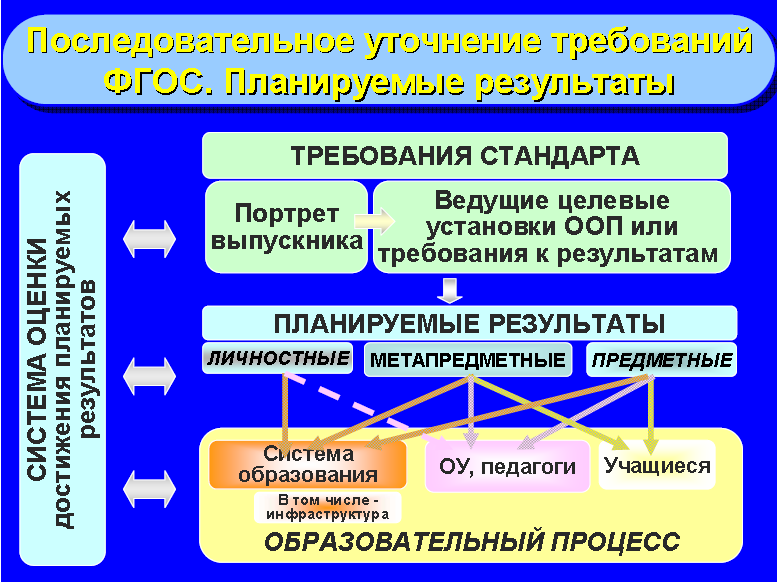 Последовательное уточнение требований
ФГОС. Планируемые результаты
СИСТЕМА ОЦЕНКИ
достижения планируемых
результатов
ТРЕБОВАНИЯ СТАНДАРТА
Портрет
выпускника
Ведущие целевые
установки ООП или
требования к результатам
ПЛАНИРУЕМЫЕ РЕЗУЛЬТАТЫ
ЛИЧНОСТНЫЕ
МЕТАПРЕДМЕТНЫЕ
ПРЕДМЕТНЫЕ
Система
образования
ОУ, педагоги
Учащиеся
В том числе -
инфраструктура
ОБРАЗОВАТЕЛЬНЫЙ ПРОЦЕСС